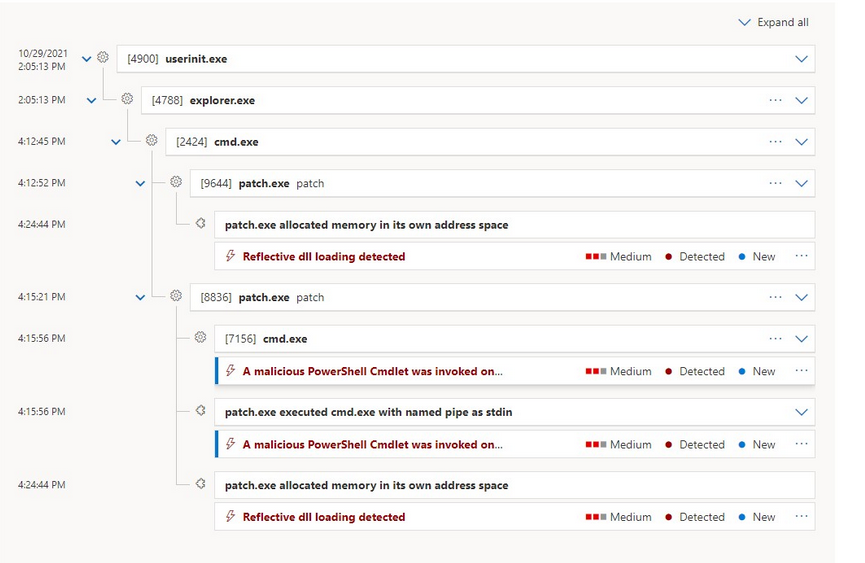 Expand all
10/29/2021
2:05:13 PM
[4900] userinit.exe
2:05:13 PM
[4788] explorer.exe
4:12:45 PM
[2424] cmd.exe
4:12:52 PM
[9644] patch.exe patch
4:24:44 PM
patch.exe allocated memory in its own address space
Reflective dll loading detected Medium Detected New
4:15:21 PM
[8836] patch.exe patch
4:15:56 PM
[7156] cmd.exe
A malicious PowerShell Cmdlet was invoked on... Medium Detected New
4:15:56 PM
patch.exe executed cmd.exe with named pipe as stdin
A malicious PowerShell Cmdlet was invoked on... Medium Detected New
4:24:44 PM
patch.exe allocated memory in its own address space
Reflective dll loading detected Medium Detected New